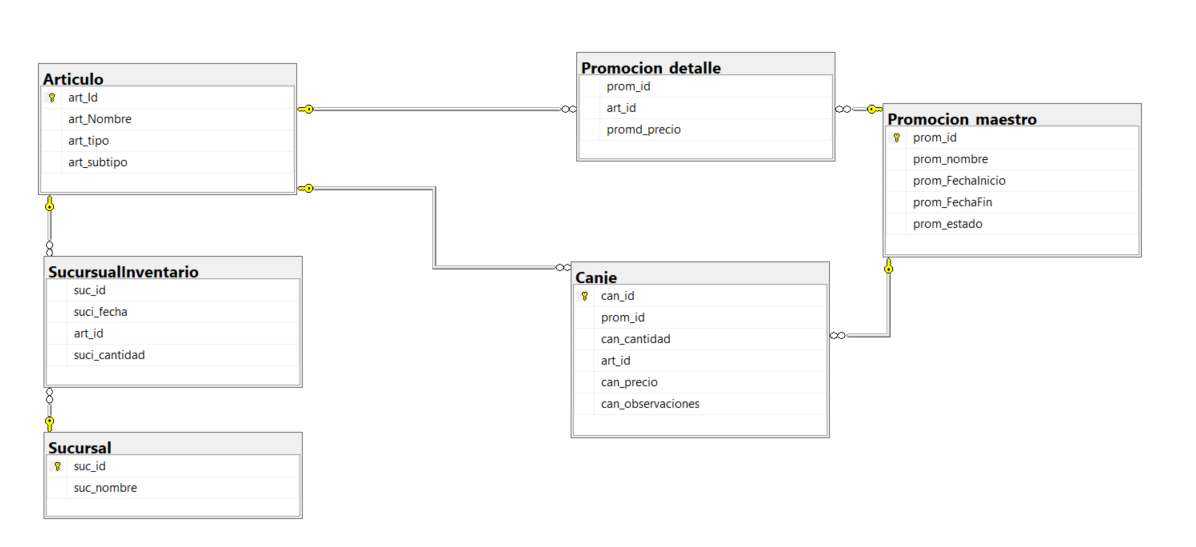 Articulo
art_Id
art_Nombre
art_tipo
art_subtipo
Promocion_detalle
prom_id
art_id
promd_precio
Promocion_maestro
prom_id
prom_nombre
prom_FechaInicio
prom_FechaFin
prom_estado
SucursualInventario
suc_id
suci_fecha
art_id
suci_cantidad
Canje
can_id
prom_id
can_cantidad
art_id
can_precio
can_observaciones
Sucursal
suc_id
suc_nombre